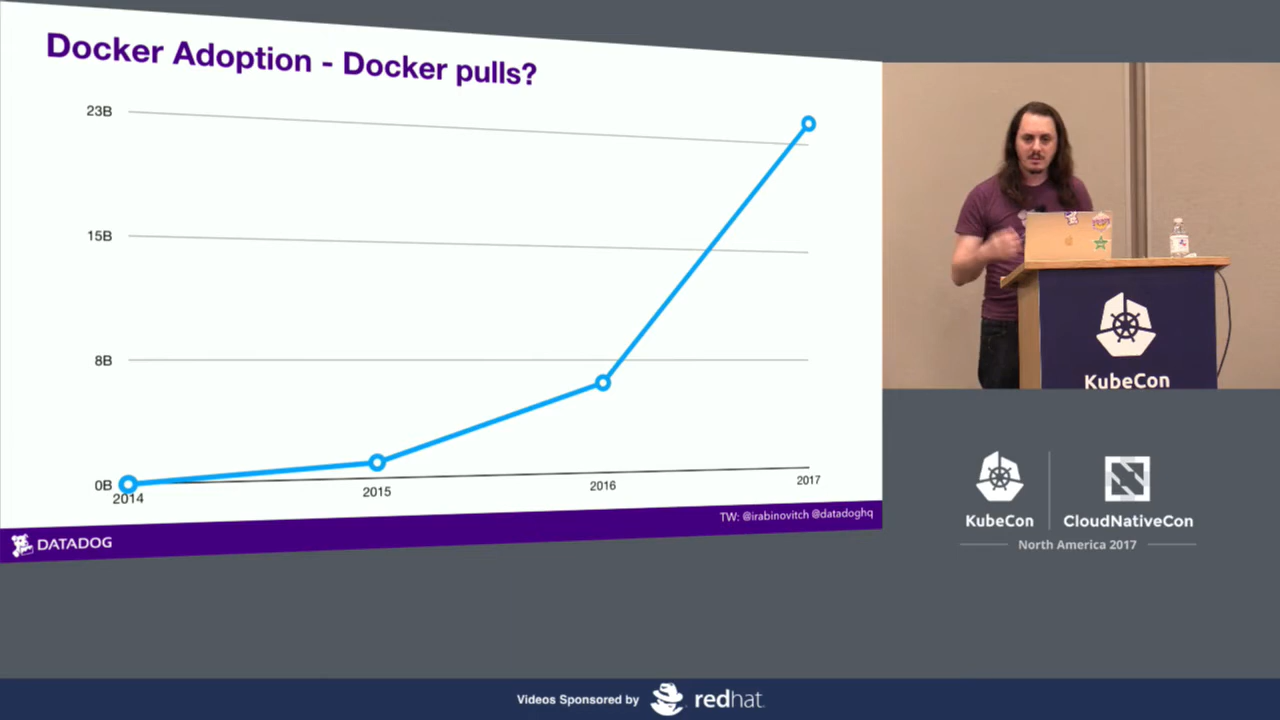 Docker Adoption - Docker pulls?
23B
15B
8B
0B
2014
2015
2016
2017
TW: @irabinovitch @datadoghq
DATADOG
KubeCon
KubeCon
CloudNativeCon
North America 2017
Videos Sponsored by
redhat.